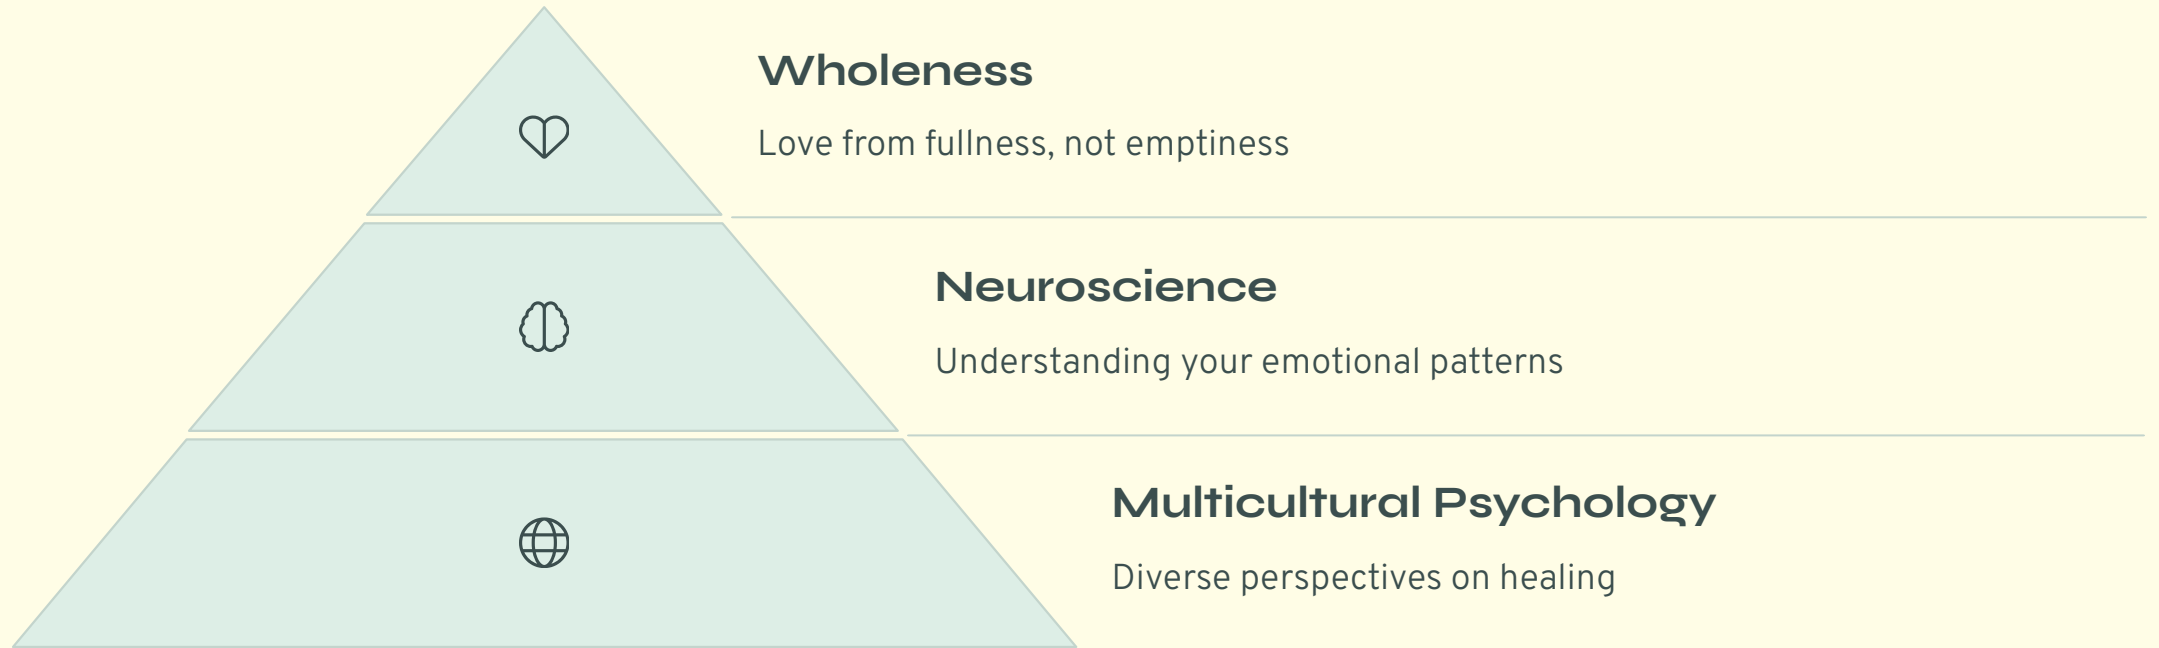 Wholeness
Love from fullness, not emptiness
Neuroscience
Understanding your emotional patterns
Multicultural Psychology
Diverse perspectives on healing